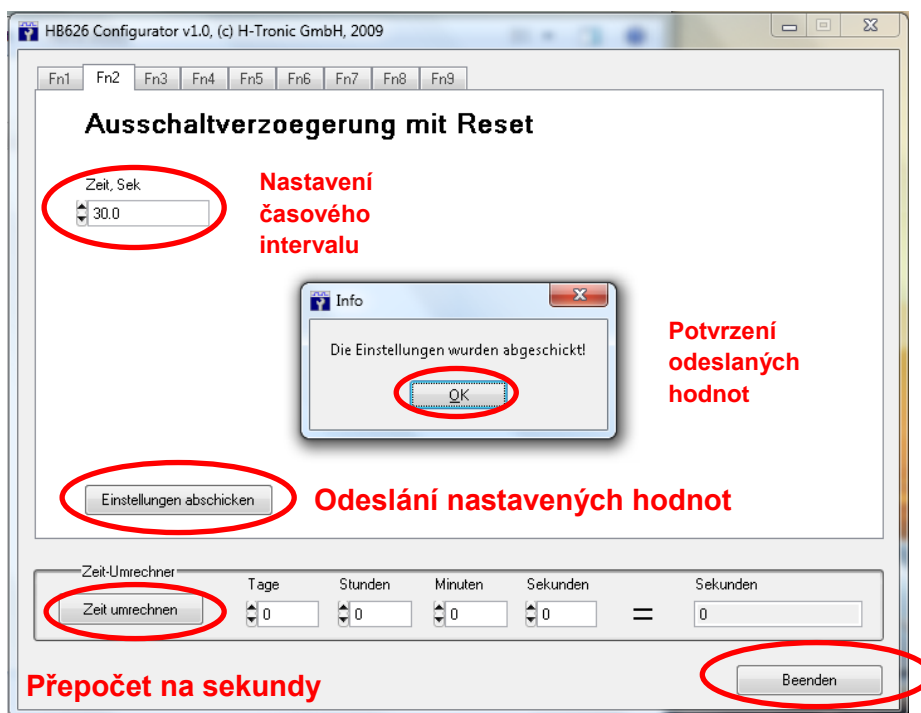 HB626 Configurator v1.0, (c) H-Tronic GmbH, 2009
Fn1 Fn2 Fn3 Fn4 Fn5 Fn6 Fn7 Fn8 Fn9
Ausschaltverzoegerung mit Reset
Zeit, Sek
30.0
Nastavení
časového
intervalu
Info
Die Einstellungen wurden abgeschickt!
OK
Potvrzení
odeslaných
hodnot
Einstellungen abschicken
Odeslání nastavených hodnot
Zeit-Umrechner
Tage Stunden Minuten Sekunden Sekunden
Zeit umrechnen 0 0 0 0 = 0
Přepočet na sekundy
Beenden